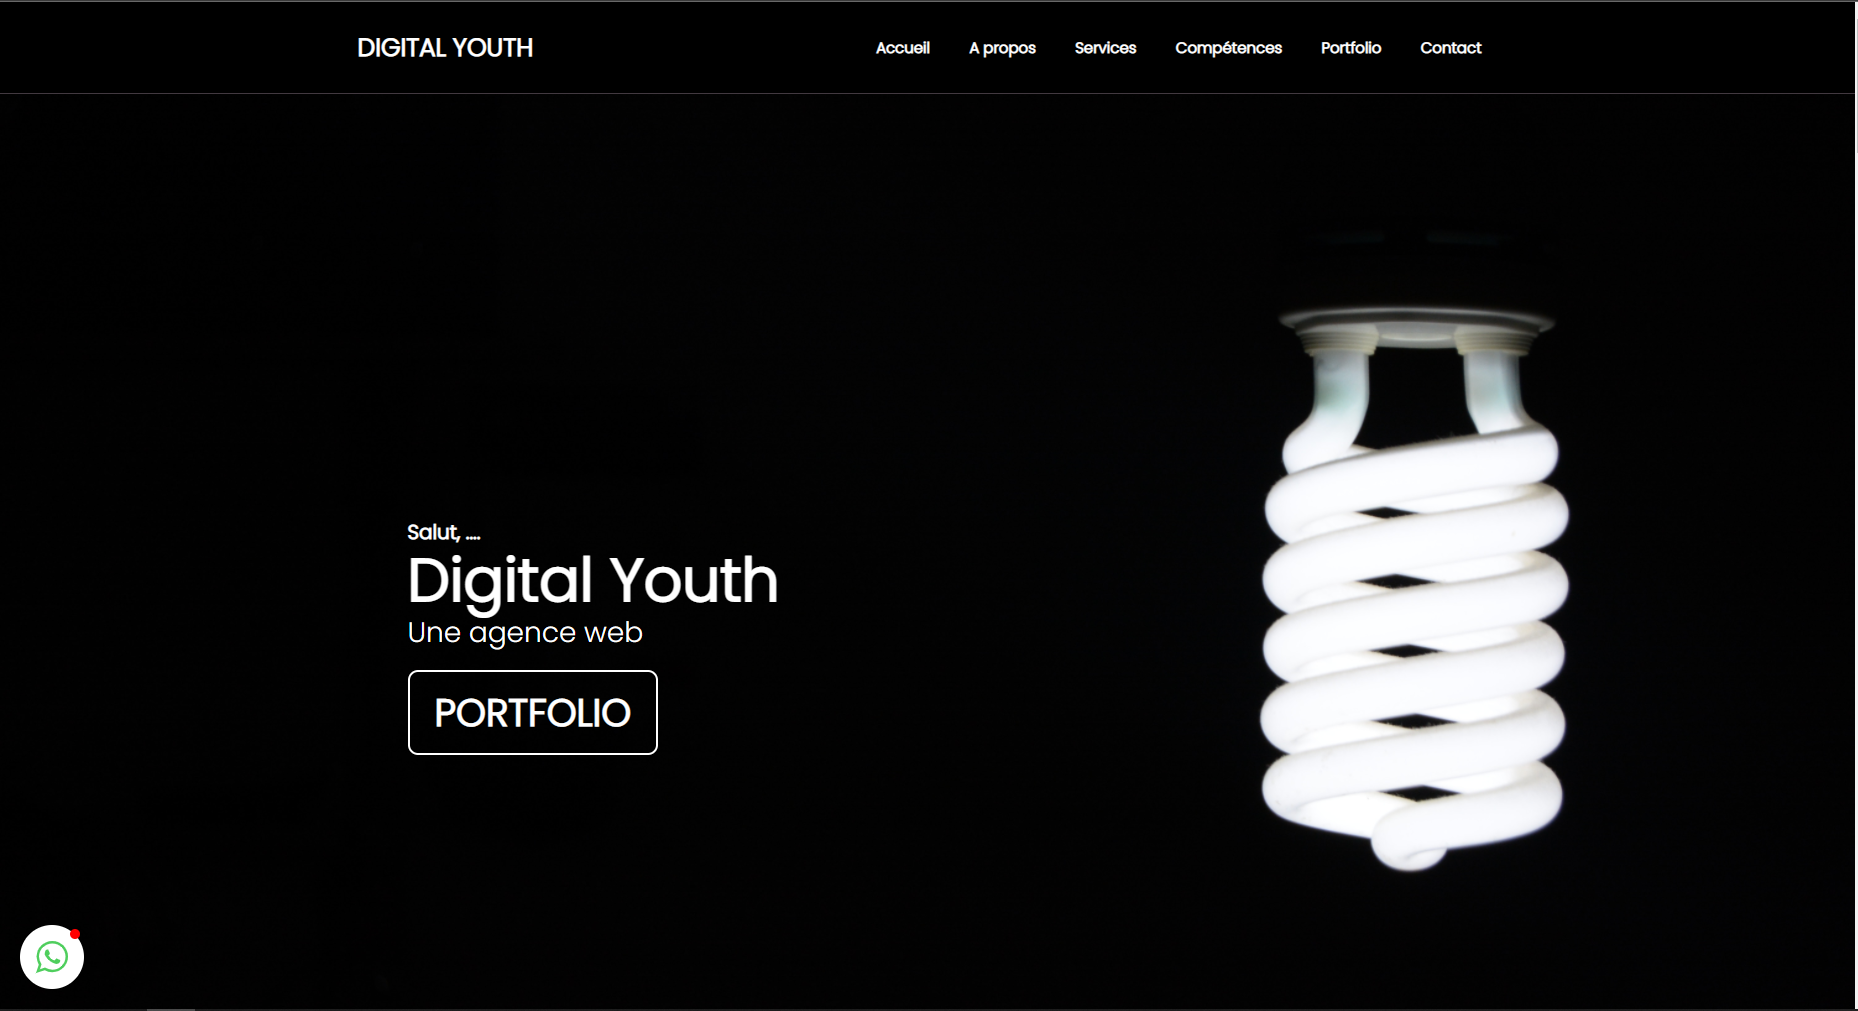 DIGITAL YOUTH
Accueil A propos Services Compétences Portfolio Contact
Salut, ....
Digital Youth
Une agence web
PORTFOLIO